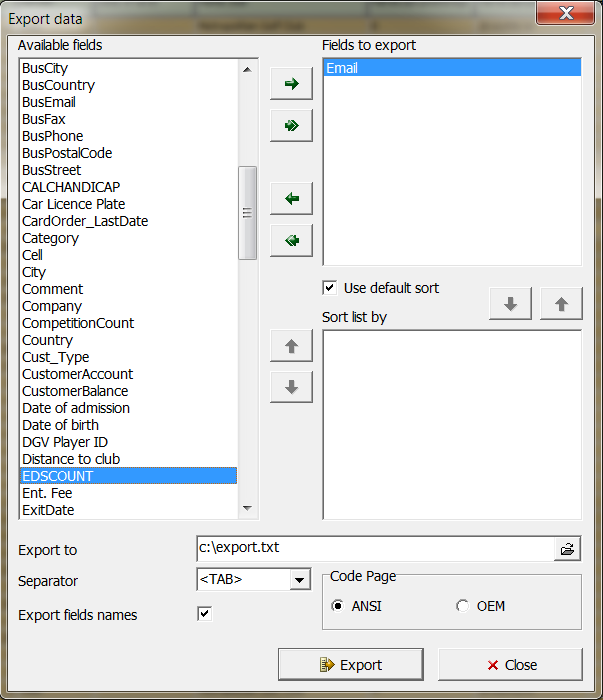 Export data
Available fields
BusCity
BusCountry
BusEmail
BusFax
BusPhone
BusPostalCode
BusStreet
CALCHANDICAP
Car Licence Plate
CardOrder_LastDate
Category
Cell
City
Comment
Company
CompetitionCount
Country
Cust_Type
CustomerAccount
CustomerBalance
Date of admission
Date of birth
DGV Player ID
Distance to club
EDSCOUNT
Ent. Fee
ExitDate
Fields to export
Email
Use default sort
Sort list by
Export to
c:\export.txt
Separator
<TAB>
Export fields names
Code Page
ANSI
OEM
Export
Close